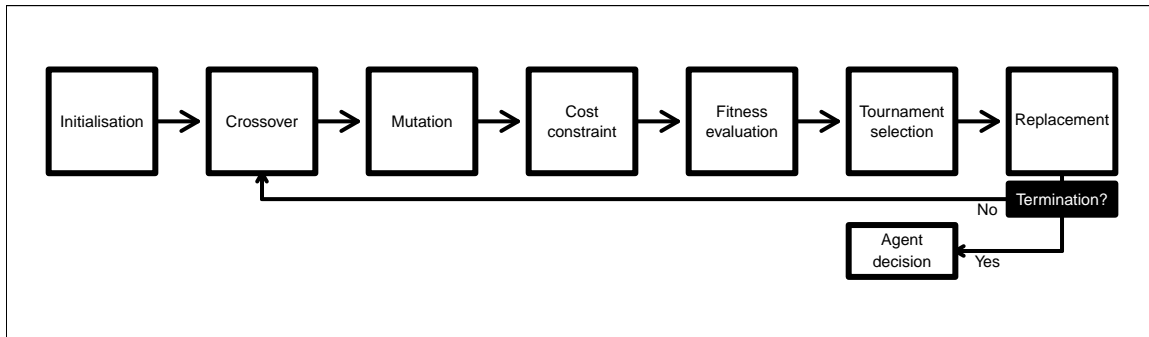 Initialisation
Crossover
Mutation
Cost
constraint
Fitness
evaluation
Tournament
selection
Replacement
Termination?
No
Agent
decision
Yes